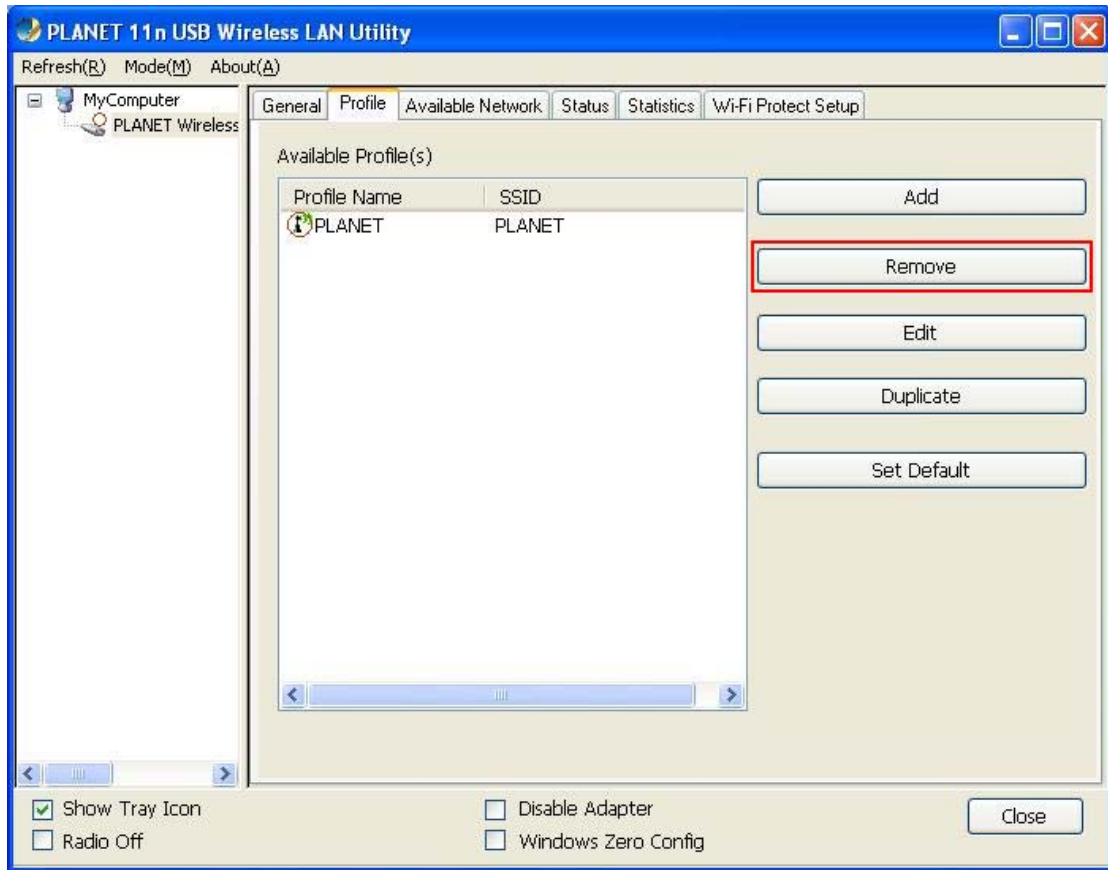 PLANET 11n USB Wireless LAN Utility
Refresh(R) Mode(M) About(A)
MyComputer
PLANET Wireless
General Profile Available Network Status Statistics Wi-Fi Protect Setup
Available Profile(s)
Profile Name SSID
PLANET PLANET
Add
Remove
Edit
Duplicate
Set Default
Show Tray Icon
Radio Off
Disable Adapter
Windows Zero Config
Close